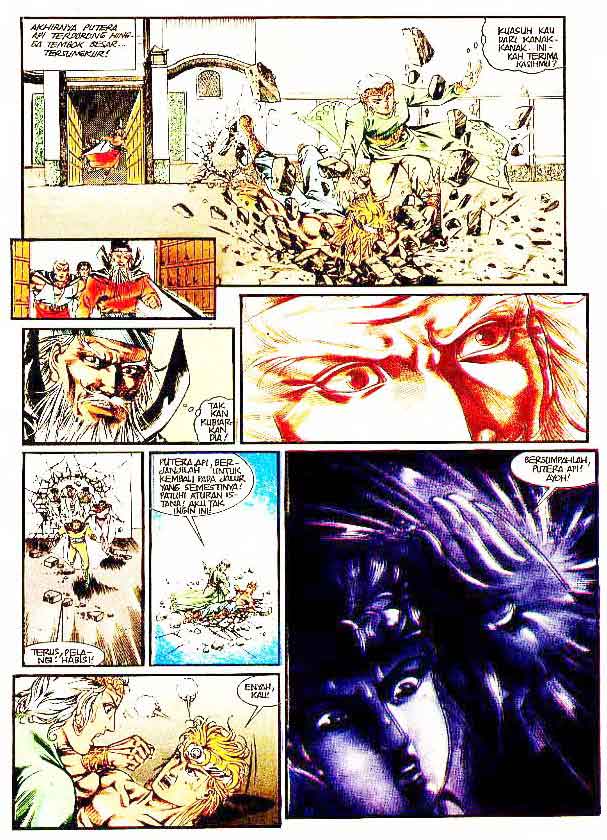 AKHIRNYA PUTERA
API TERDORONG HING-
GA TEMBOK BESAR...
TERSUNGKUR!
KUASUH KAU
DARI KANAK-
KANAK. INI-
KAH TERIMA
KASIHMU?
TAK
KAN
KUBIAR-
KAN
DIA!
PUTERA API, BER-
JANJILAH UNTUK
KEMBALI PADA JALUR
YANG SEMESTINYA!
PATUHI ATURAN IS-
TANA! AKU TAK
INGIN INI!
BERSUMPAHLAH,
PUTERA API!
AYOH!
TERUS, PELA-
NGI! HABISI!
ENYAH,
KAU!